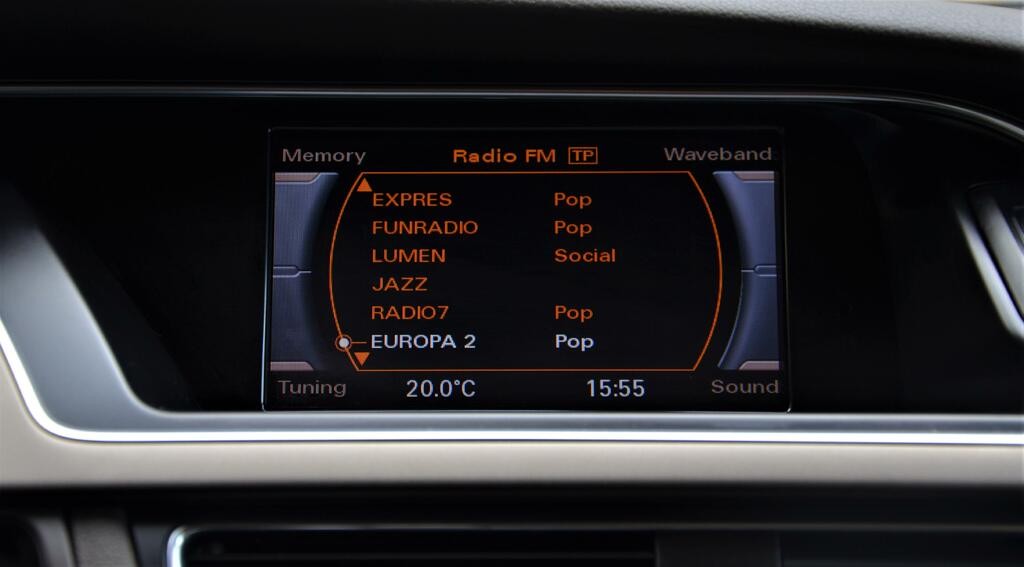 Memory Radio FM TP Waveband
EXPRES Pop
FUNRADIO Pop
LUMEN Social
JAZZ
RADIO7 Pop
EUROPA 2 Pop
Tuning 20.0°C 15:55 Sound